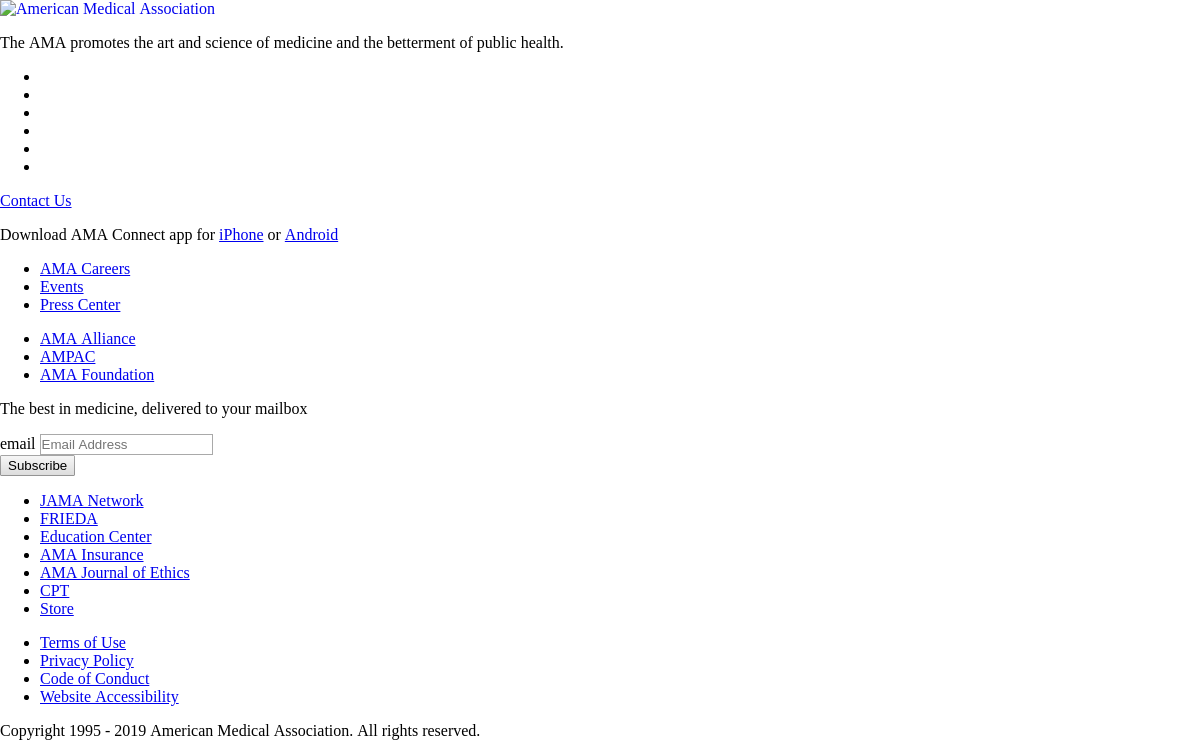 American Medical Association
The AMA promotes the art and science of medicine and the betterment of public health.
Contact Us
Download AMA Connect app for iPhone or Android
AMA Careers
Events
Press Center
AMA Alliance
AMPAC
AMA Foundation
The best in medicine, delivered to your mailbox
email Email Address
Subscribe
JAMA Network
FRIEDA
Education Center
AMA Insurance
AMA Journal of Ethics
CPT
Store
Terms of Use
Privacy Policy
Code of Conduct
Website Accessibility
Copyright 1995 - 2019 American Medical Association. All rights reserved.